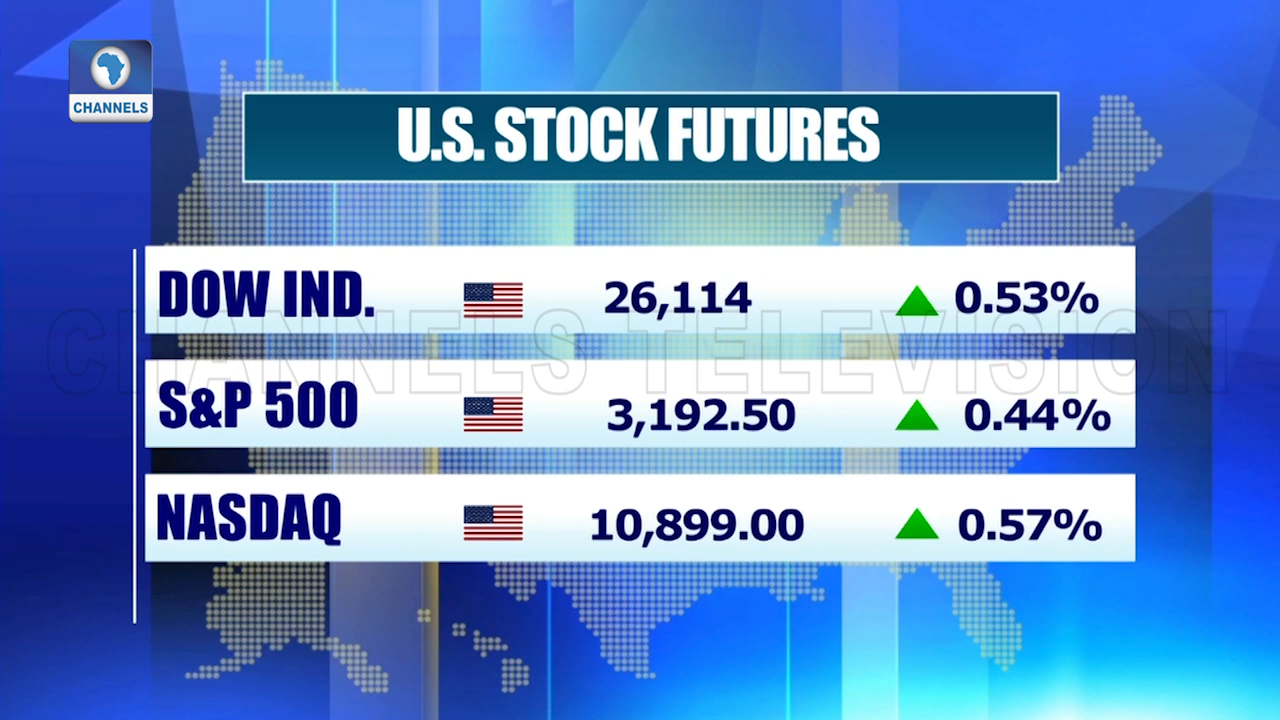 CHANNELS
U.S. STOCK FUTURES
DOW IND. 26,114 0.53%
CHANNELS TELEVISION
S&P 500 3,192.50 0.44%
NASDAQ 10,899.00 0.57%